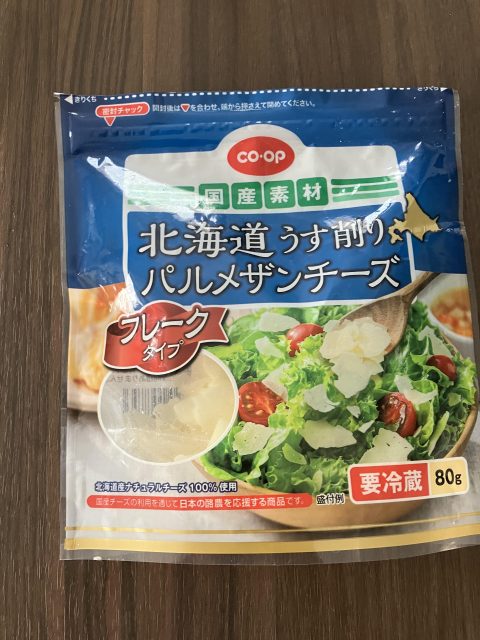 きりくち
きりくち
密封チャック
開封後は▼を合わせ、端から押さえて閉めてください。
CO·OP
国産素材
北海道うす削り
パルメザンチーズ
フレーク
タイプ
北海道産ナチュラルチーズ100%使用
国産チーズの利用を通じて日本の酪農を応援する商品です。
盛付例
要冷蔵 80g